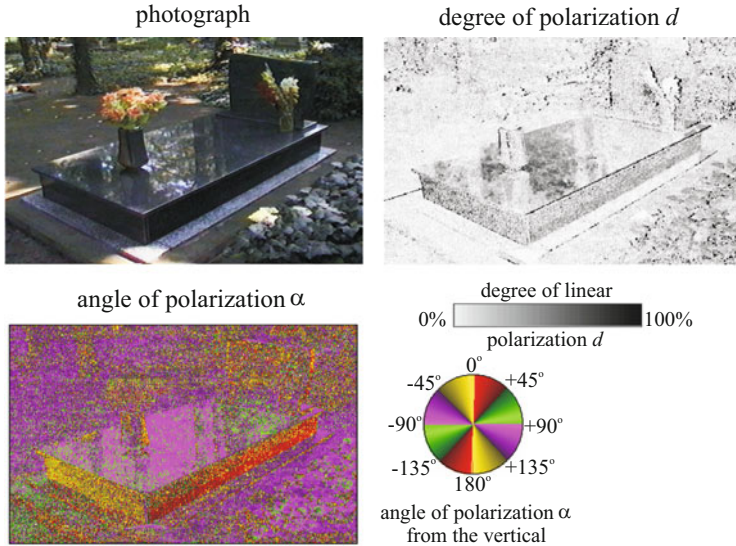 photograph
degree of polarization d
angle of polarization α
degree of linear
0%
100%
polarization d
0°
-45°
+45°
-90°
+90°
-135°
+135°
180°
angle of polarization α
from the vertical